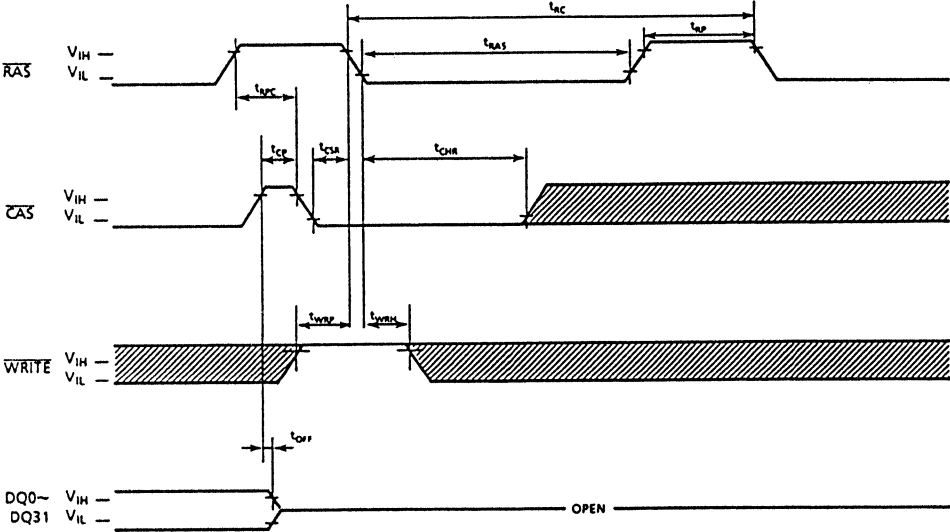 tRC
tRP
tRAS
RAS VIH
VIL
tRPC
tCP tCSR tCHR
CAS VIH
VIL
tWRP tWRH
WRITE VIH
VIL
tOFF
DQ0~ VIH
DQ31 VIL
OPEN